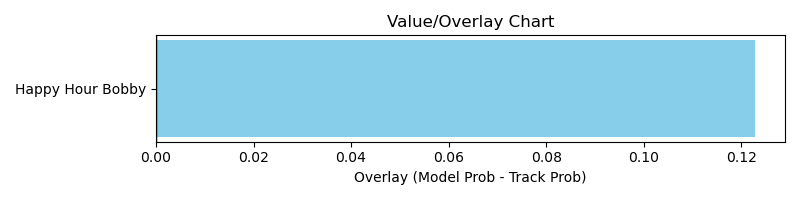 Value/Overlay Chart
Happy Hour Bobby
0.00 0.02 0.04 0.06 0.08 0.10 0.12
Overlay (Model Prob - Track Prob)